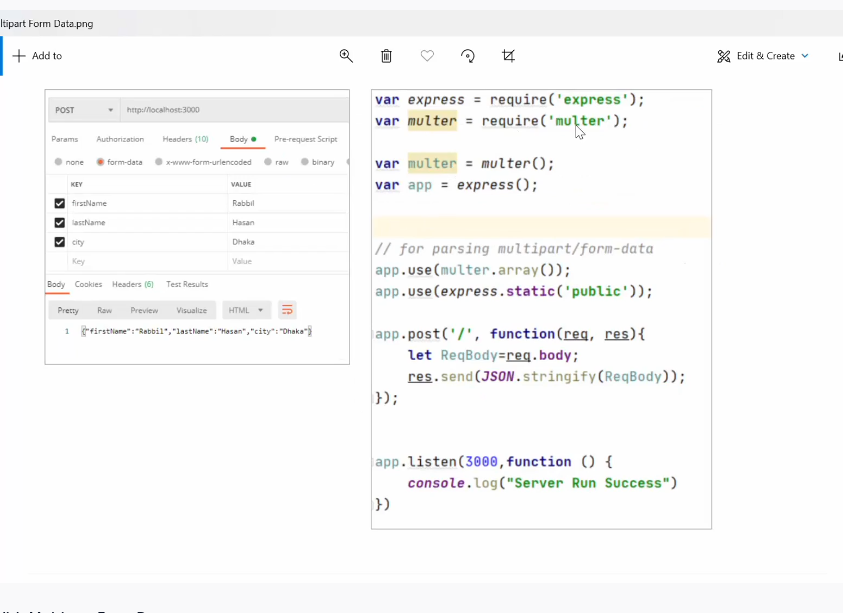 ltipart Form Data.png
Add to
Edit & Create
POST http://localhost:3000
Params Authorization Headers (10) Body Pre-request Script
none form-data x-www-form-urlencoded raw binary
KEY VALUE
firstName Rabbil
lastName Hasan
city Dhaka
Key Value
Body Cookies Headers (6) Test Results
Pretty Raw Preview Visualize HTML
1 {"firstName":"Rabbil","lastName":"Hasan","city":"Dhaka"}
var express = require('express');
var multer = require('multer');
var multer = multer();
var app = express();
// for parsing multipart/form-data
app.use(multer.array());
app.use(express.static('public'));
app.post('/', function(req, res){
let ReqBody=req.body;
res.send(JSON.stringify(ReqBody));
});
app.listen(3000,function () {
console.log("Server Run Success")
})